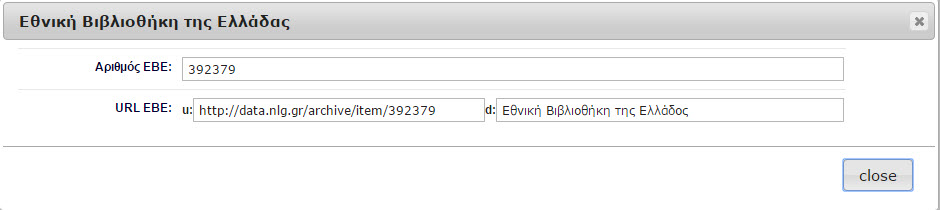 Εθνική Βιβλιοθήκη της Ελλάδας
Αριθμός ΕΒΕ: 392379
URL ΕΒΕ: u: http://data.nlg.gr/archive/item/392379 d: Εθνική Βιβλιοθήκη της Ελλάδος
close